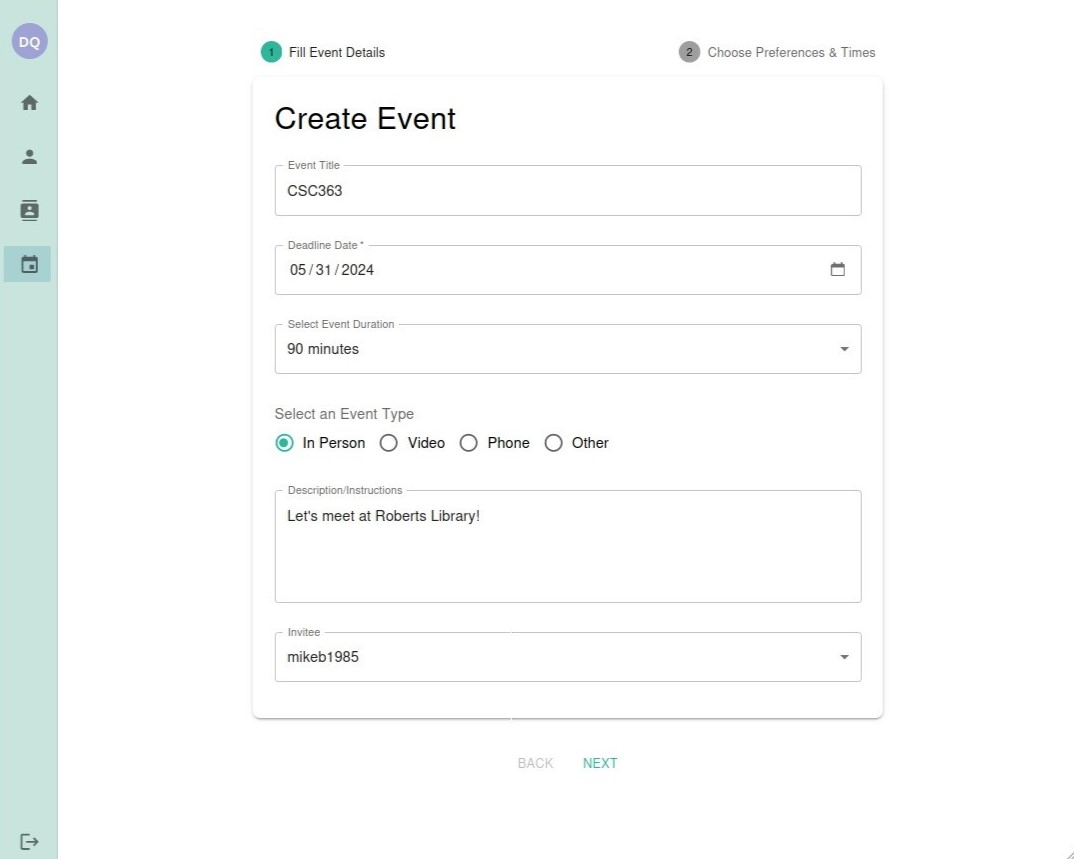 DQ
1 Fill Event Details 2 Choose Preferences & Times
Create Event
Event Title
CSC363
Deadline Date *
05/31/2024
Select Event Duration
90 minutes
Select an Event Type
In Person Video Phone Other
Description/Instructions
Let's meet at Roberts Library!
Invitee
mikeb1985
BACK NEXT